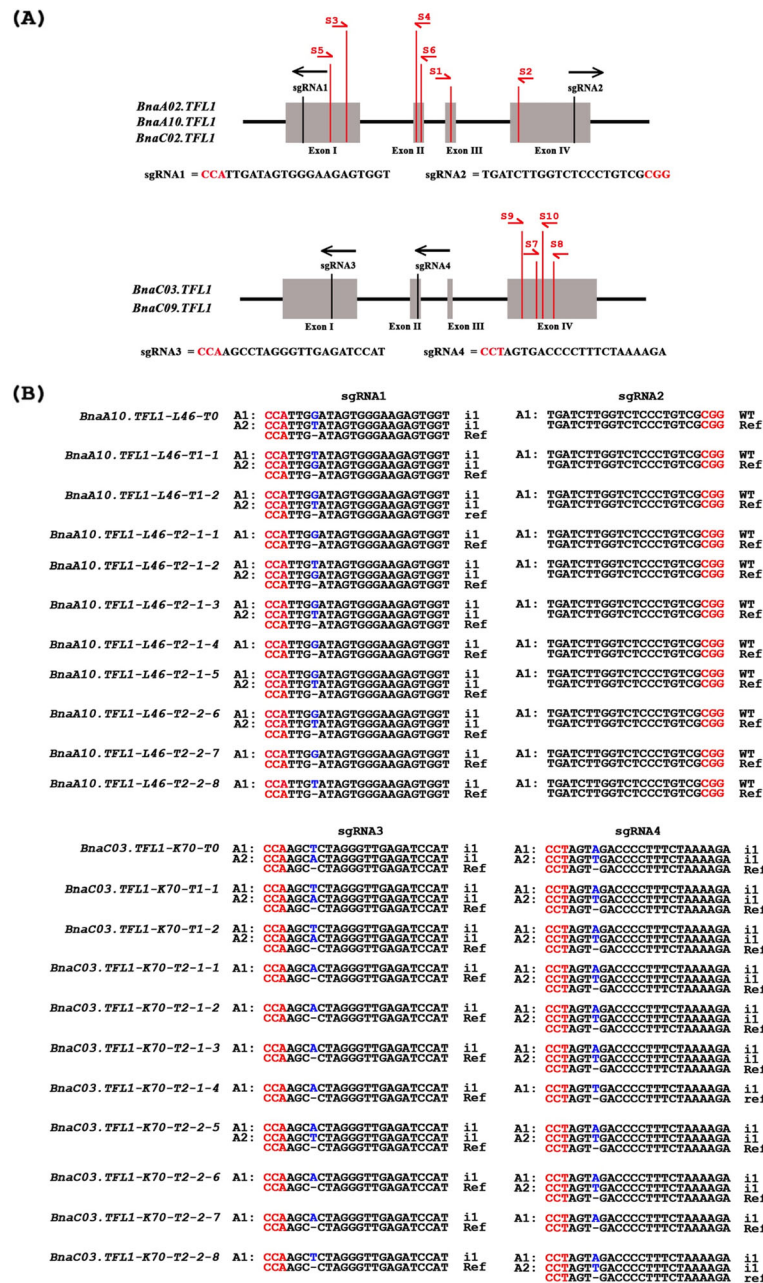 (A)
S3 S4
S5 S6
S1 S2
sgRNA1 sgRNA2
BnaA02.TFL1
BnaA10.TFL1
BnaC02.TFL1
Exon I Exon II Exon III Exon IV
sgRNA1 = CCATTGATAGTGGGAAGAGTGGT sgRNA2 = TGATCTTGGTCTCCCTGTCGCGG
S9 S10
S7 S8
sgRNA3 sgRNA4
BnaC03.TFL1
BnaC09.TFL1
Exon I Exon II Exon III Exon IV
sgRNA3 = CCAAGCCTAGGGTTGAGATCCAT sgRNA4 = CCTAGTGACCCCTTTCTAAAAGA
(B)
sgRNA1 sgRNA2
BnaA10.TFL1-L46-T0 A1: CCATTGGATAGTGGGAAGAGTGGT i1 A1: TGATCTTGGTCTCCCTGTCGCGG WT
A2: CCATTGTATAGTGGGAAGAGTGGT i1 TGATCTTGGTCTCCCTGTCGCGG Ref
CCATTG-ATAGTGGGAAGAGTGGT Ref
BnaA10.TFL1-L46-T1-1 A1: CCATTGTATAGTGGGAAGAGTGGT i1 A1: TGATCTTGGTCTCCCTGTCGCGG WT
A2: CCATTGGATAGTGGGAAGAGTGGT i1 TGATCTTGGTCTCCCTGTCGCGG Ref
CCATTG-ATAGTGGGAAGAGTGGT Ref
BnaA10.TFL1-L46-T1-2 A1: CCATTGGATAGTGGGAAGAGTGGT i1 A1: TGATCTTGGTCTCCCTGTCGCGG WT
A2: CCATTGTATAGTGGGAAGAGTGGT i1 TGATCTTGGTCTCCCTGTCGCGG Ref
CCATTG-ATAGTGGGAAGAGTGGT ref
BnaA10.TFL1-L46-T2-1-1 A1: CCATTGGATAGTGGGAAGAGTGGT i1 A1: TGATCTTGGTCTCCCTGTCGCGG WT
CCATTG-ATAGTGGGAAGAGTGGT Ref TGATCTTGGTCTCCCTGTCGCGG Ref
BnaA10.TFL1-L46-T2-1-2 A1: CCATTGTATAGTGGGAAGAGTGGT i1 A1: TGATCTTGGTCTCCCTGTCGCGG WT
A2: CCATTGGATAGTGGGAAGAGTGGT i1 TGATCTTGGTCTCCCTGTCGCGG Ref
CCATTG-ATAGTGGGAAGAGTGGT Ref
BnaA10.TFL1-L46-T2-1-3 A1: CCATTGGATAGTGGGAAGAGTGGT i1 A1: TGATCTTGGTCTCCCTGTCGCGG WT
A2: CCATTGTATAGTGGGAAGAGTGGT i1 TGATCTTGGTCTCCCTGTCGCGG Ref
CCATTG-ATAGTGGGAAGAGTGGT Ref
BnaA10.TFL1-L46-T2-1-4 A1: CCATTGGATAGTGGGAAGAGTGGT i1 A1: TGATCTTGGTCTCCCTGTCGCGG WT
CCATTG-ATAGTGGGAAGAGTGGT Ref TGATCTTGGTCTCCCTGTCGCGG Ref
BnaA10.TFL1-L46-T2-1-5 A1: CCATTGGATAGTGGGAAGAGTGGT i1 A1: TGATCTTGGTCTCCCTGTCGCGG WT
A2: CCATTGTATAGTGGGAAGAGTGGT i1 TGATCTTGGTCTCCCTGTCGCGG Ref
CCATTG-ATAGTGGGAAGAGTGGT Ref
BnaA10.TFL1-L46-T2-2-6 A1: CCATTGGATAGTGGGAAGAGTGGT i1 A1: TGATCTTGGTCTCCCTGTCGCGG WT
A2: CCATTGTATAGTGGGAAGAGTGGT i1 TGATCTTGGTCTCCCTGTCGCGG Ref
CCATTG-ATAGTGGGAAGAGTGGT Ref
BnaA10.TFL1-L46-T2-2-7 A1: CCATTGGATAGTGGGAAGAGTGGT i1 A1: TGATCTTGGTCTCCCTGTCGCGG WT
CCATTG-ATAGTGGGAAGAGTGGT Ref TGATCTTGGTCTCCCTGTCGCGG Ref
BnaA10.TFL1-L46-T2-2-8 A1: CCATTGTATAGTGGGAAGAGTGGT i1 A1: TGATCTTGGTCTCCCTGTCGCGG WT
CCATTG-ATAGTGGGAAGAGTGGT Ref TGATCTTGGTCTCCCTGTCGCGG Ref
sgRNA3 sgRNA4
BnaC03.TFL1-K70-T0 A1: CCAAGCTCTAGGGTTGAGATCCAT i1 A1: CCTAGTAGACCCCTTTCTAAAAGA i1
A2: CCAAGCACTAGGGTTGAGATCCAT i1 A2: CCTAGTTGACCCCTTTCTAAAAGA i1
CCAAGC-CTAGGGTTGAGATCCAT Ref CCTAGT-GACCCCTTTCTAAAAGA Ref
BnaC03.TFL1-K70-T1-1 A1: CCAAGCTCTAGGGTTGAGATCCAT i1 A1: CCTAGTAGACCCCTTTCTAAAAGA i1
A2: CCAAGCACTAGGGTTGAGATCCAT i1 A2: CCTAGTTGACCCCTTTCTAAAAGA i1
CCAAGC-CTAGGGTTGAGATCCAT Ref CCTAGT-GACCCCTTTCTAAAAGA Ref
BnaC03.TFL1-K70-T1-2 A1: CCAAGCTCTAGGGTTGAGATCCAT i1 A1: CCTAGTAGACCCCTTTCTAAAAGA i1
A2: CCAAGCACTAGGGTTGAGATCCAT i1 A2: CCTAGTTGACCCCTTTCTAAAAGA i1
CCAAGC-CTAGGGTTGAGATCCAT Ref CCTAGT-GACCCCTTTCTAAAAGA Ref
BnaC03.TFL1-K70-T2-1-1 A1: CCAAGCACTAGGGTTGAGATCCAT i1 A1: CCTAGTAGACCCCTTTCTAAAAGA i1
CCAAGC-CTAGGGTTGAGATCCAT Ref A2: CCTAGTTGACCCCTTTCTAAAAGA i1
CCTAGT-GACCCCTTTCTAAAAGA Ref
BnaC03.TFL1-K70-T2-1-2 A1: CCAAGCACTAGGGTTGAGATCCAT i1 A1: CCTAGTAGACCCCTTTCTAAAAGA i1
CCAAGC-CTAGGGTTGAGATCCAT Ref A2: CCTAGTTGACCCCTTTCTAAAAGA i1
CCTAGT-GACCCCTTTCTAAAAGA Ref
BnaC03.TFL1-K70-T2-1-3 A1: CCAAGCACTAGGGTTGAGATCCAT i1 A1: CCTAGTAGACCCCTTTCTAAAAGA i1
CCAAGC-CTAGGGTTGAGATCCAT Ref A2: CCTAGTTGACCCCTTTCTAAAAGA i1
CCTAGT-GACCCCTTTCTAAAAGA ref
BnaC03.TFL1-K70-T2-1-4 A1: CCAAGCACTAGGGTTGAGATCCAT i1 A1: CCTAGTTGACCCCTTTCTAAAAGA i1
CCAAGC-CTAGGGTTGAGATCCAT Ref CCTAGT-GACCCCTTTCTAAAAGA ref
BnaC03.TFL1-K70-T2-2-5 A1: CCAAGCACTAGGGTTGAGATCCAT i1 A1: CCTAGTAGACCCCTTTCTAAAAGA i1
A2: CCAAGCTCTAGGGTTGAGATCCAT i1 A2: CCTAGTTGACCCCTTTCTAAAAGA i1
CCAAGC-CTAGGGTTGAGATCCAT Ref CCTAGT-GACCCCTTTCTAAAAGA Ref
BnaC03.TFL1-K70-T2-2-6 A1: CCAAGCACTAGGGTTGAGATCCAT i1 A1: CCTAGTAGACCCCTTTCTAAAAGA i1
CCAAGC-CTAGGGTTGAGATCCAT Ref A2: CCTAGTTGACCCCTTTCTAAAAGA i1
CCTAGT-GACCCCTTTCTAAAAGA Ref
BnaC03.TFL1-K70-T2-2-7 A1: CCAAGCACTAGGGTTGAGATCCAT i1 A1: CCTAGTAGACCCCTTTCTAAAAGA i1
CCAAGC-CTAGGGTTGAGATCCAT Ref CCTAGT-GACCCCTTTCTAAAAGA Ref
BnaC03.TFL1-K70-T2-2-8 A1: CCAAGCTCTAGGGTTGAGATCCAT i1 A1: CCTAGTAGACCCCTTTCTAAAAGA i1
CCAAGC-CTAGGGTTGAGATCCAT Ref A2: CCTAGTTGACCCCTTTCTAAAAGA i1
CCTAGT-GACCCCTTTCTAAAAGA ref